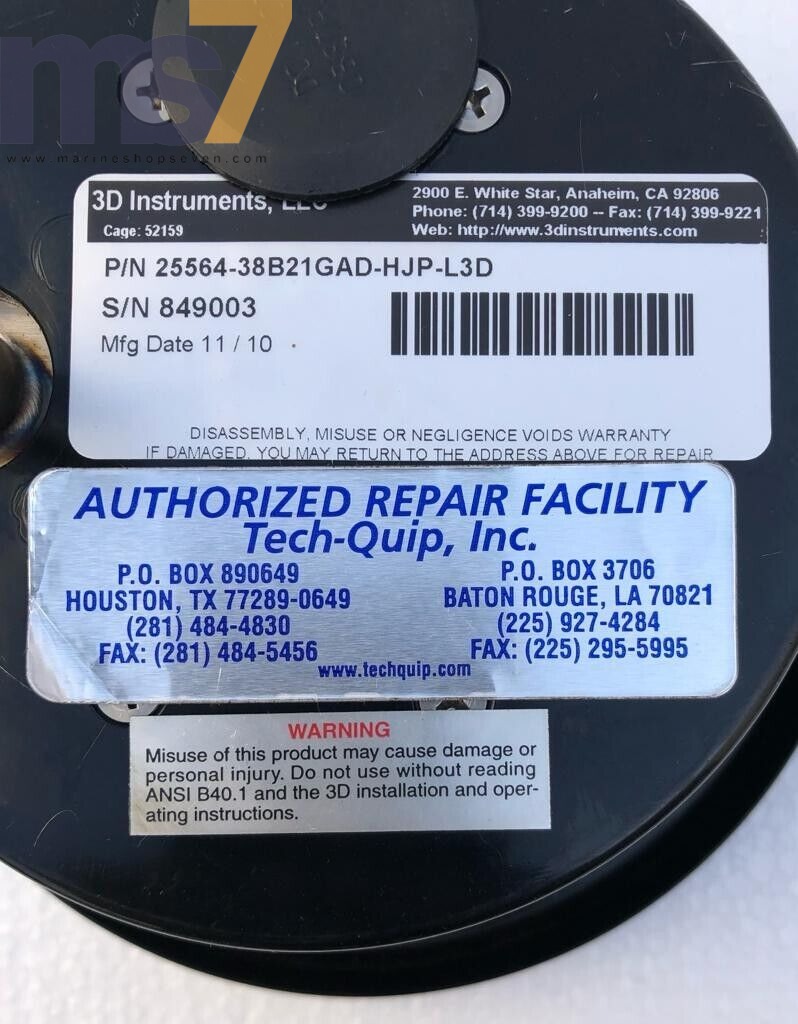 ms7
www.marineshopseven.com
3D Instruments, LLC
Cage: 52159
2900 E. White Star, Anaheim, CA 92806
Phone: (714) 399-9200 -- Fax: (714) 399-9221
Web: http://www.3dinstruments.com
P/N 25564-38B21GAD-HJP-L3D
S/N 849003
Mfg Date 11 / 10
DISASSEMBLY, MISUSE OR NEGLIGENCE VOIDS WARRANTY
IF DAMAGED, YOU MAY RETURN TO THE ADDRESS ABOVE FOR REPAIR
AUTHORIZED REPAIR FACILITY
Tech-Quip, Inc.
P.O. BOX 890649
HOUSTON, TX 77289-0649
(281) 484-4830
FAX: (281) 484-5456
P.O. BOX 3706
BATON ROUGE, LA 70821
(225) 927-4284
FAX: (225) 295-5995
www.techquip.com
WARNING
Misuse of this product may cause damage or
personal injury. Do not use without reading
ANSI B40.1 and the 3D installation and oper-
ating instructions.